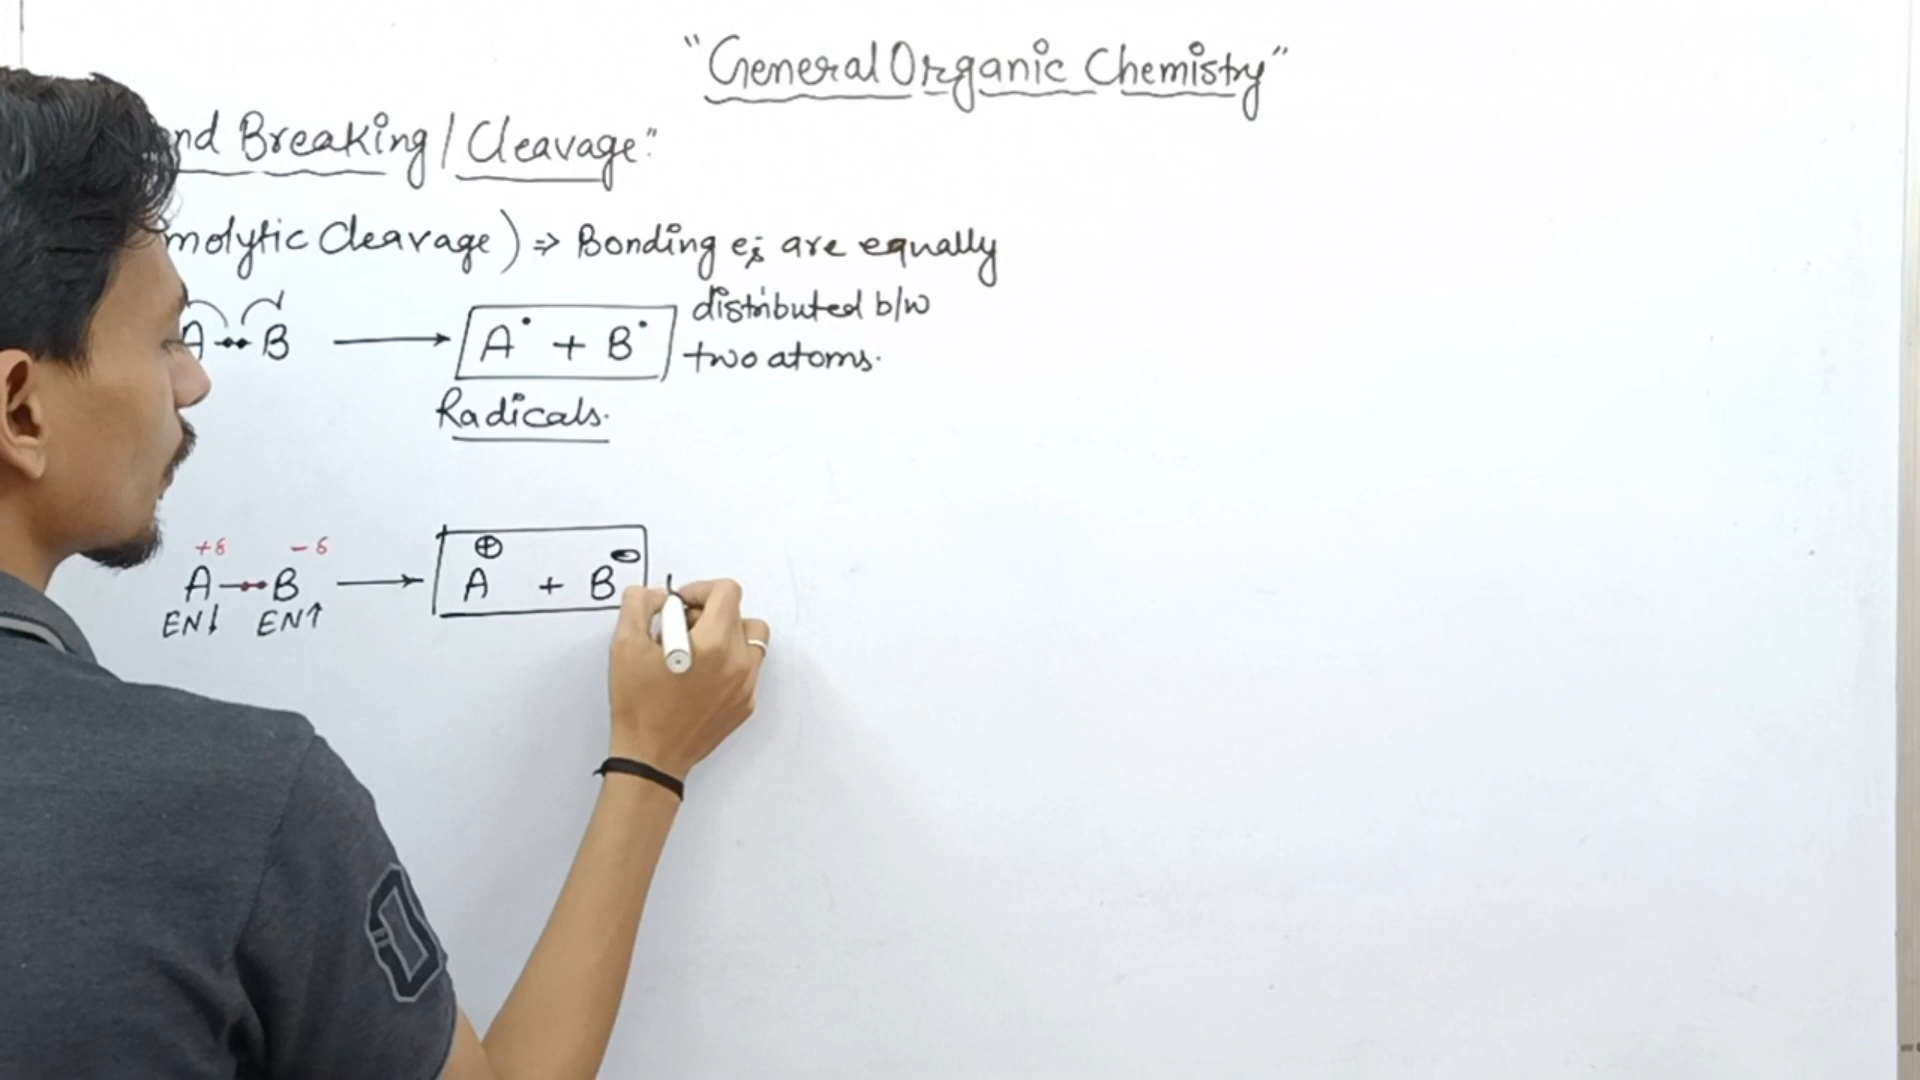 "General Organic Chemistry"
nd Breaking / Cleavage"
molytic Cleavage) ⇒ Bonding e⁻s are equally
distributed b/w
two atoms.
A •• B ⟶ A• + B•
Radicals.
+δ -δ
A—••B ⟶ A⊕ + B⊖
EN↓ EN↑